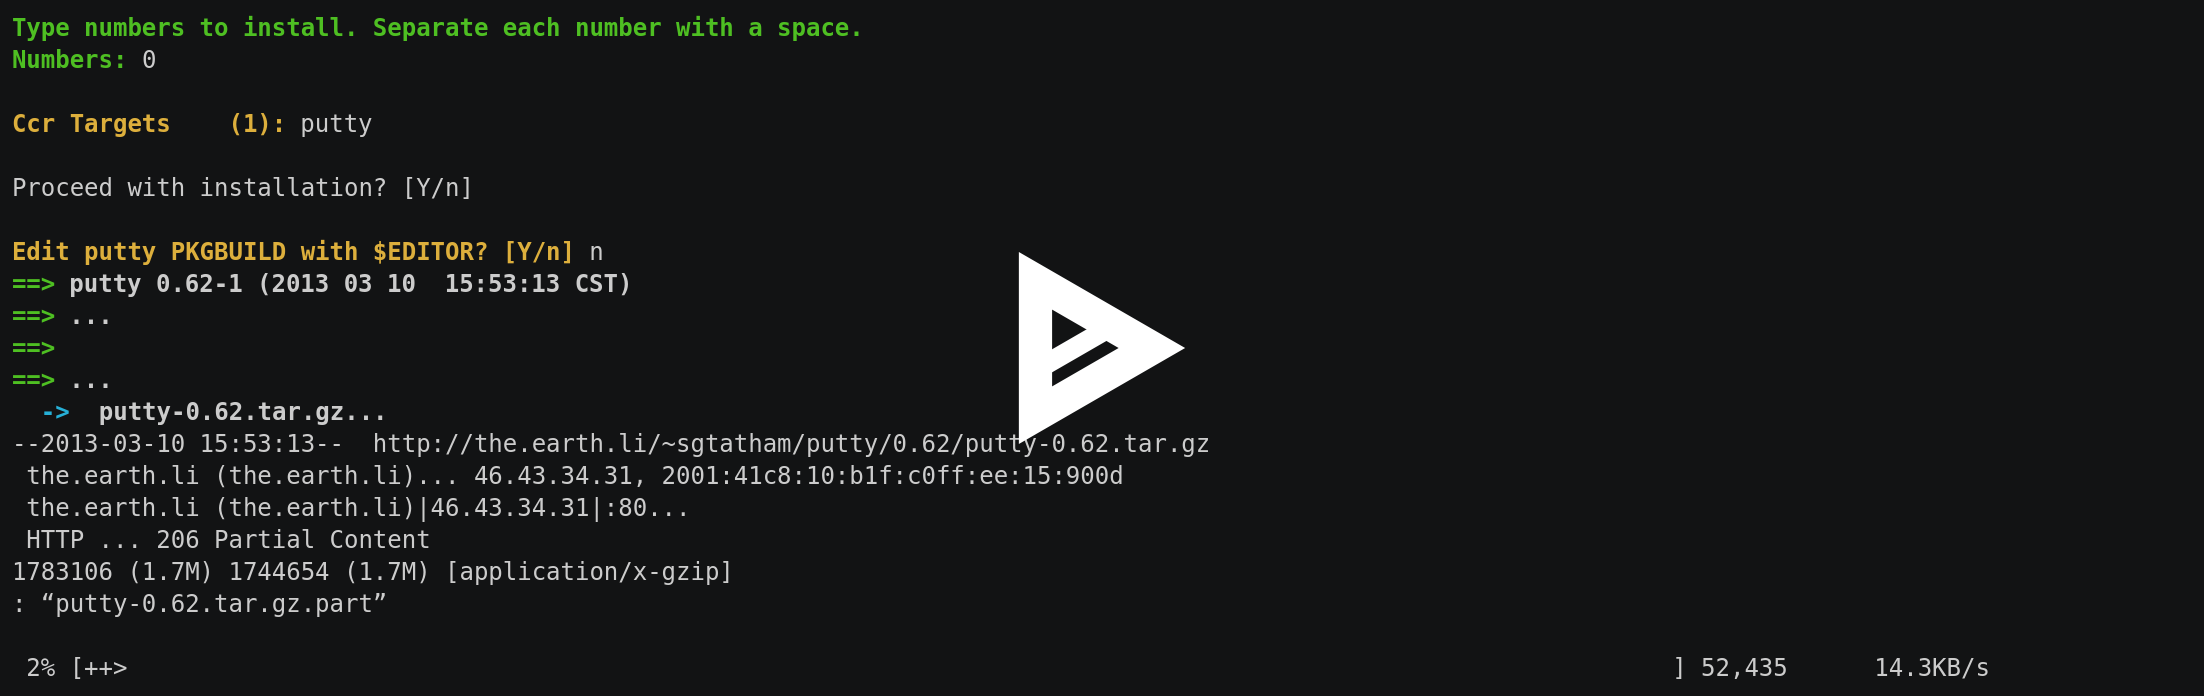 Type numbers to install. Separate each number with a space.
Numbers: 0
Ccr Targets    (1): putty
Proceed with installation? [Y/n]
Edit putty PKGBUILD with $EDITOR? [Y/n] n
==> putty 0.62-1 (2013 03 10  15:53:13 CST)
==> ...
==>
==> ...
  ->  putty-0.62.tar.gz...
--2013-03-10 15:53:13--  http://the.earth.li/~sgtatham/putty/0.62/putty-0.62.tar.gz
 the.earth.li (the.earth.li)... 46.43.34.31, 2001:41c8:10:b1f:c0ff:ee:15:900d
 the.earth.li (the.earth.li)|46.43.34.31|:80...
 HTTP ... 206 Partial Content
1783106 (1.7M) 1744654 (1.7M) [application/x-gzip]
: “putty-0.62.tar.gz.part”
 2% [++>                                                                                                           ] 52,435      14.3KB/s